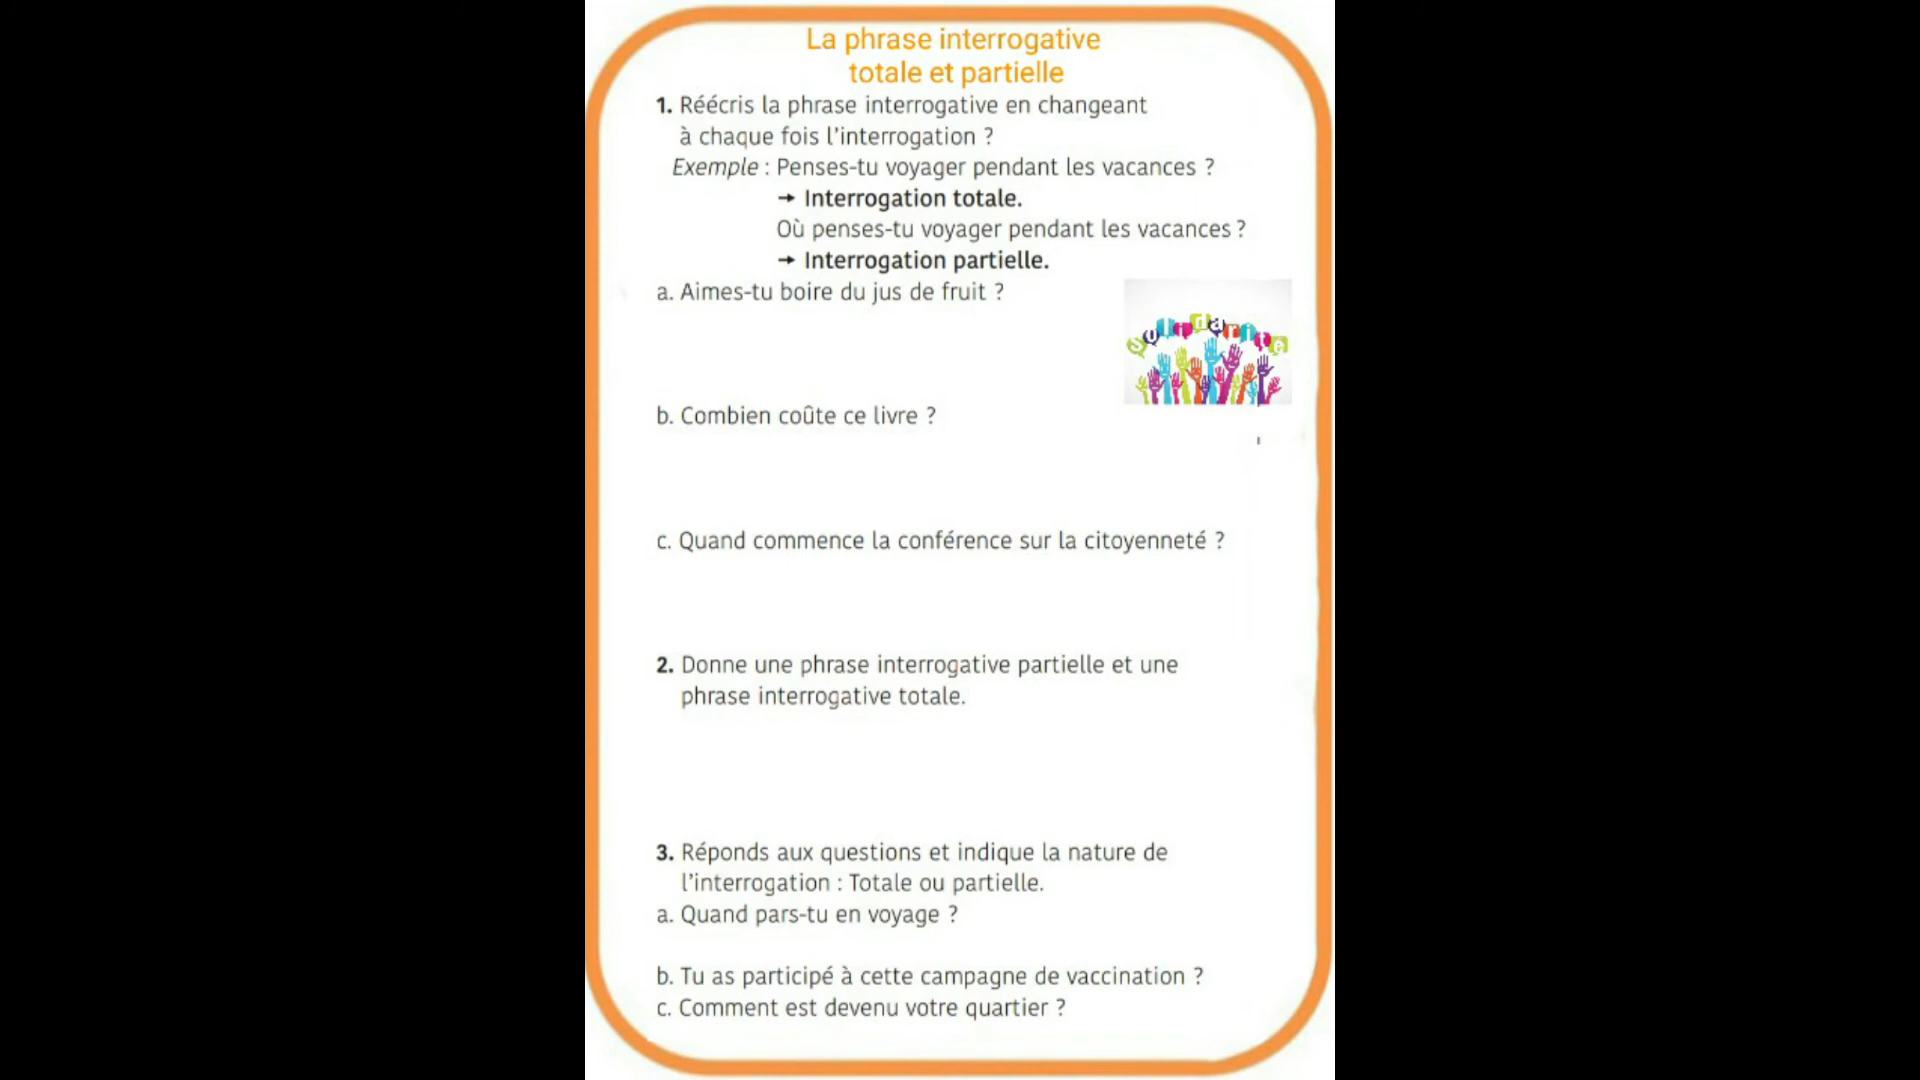 La phrase interrogative
totale et partielle
1. Réécris la phrase interrogative en changeant
à chaque fois l'interrogation ?
Exemple : Penses-tu voyager pendant les vacances ?
→ Interrogation totale.
Où penses-tu voyager pendant les vacances ?
→ Interrogation partielle.
a. Aimes-tu boire du jus de fruit ?
Solidarité
b. Combien coûte ce livre ?
c. Quand commence la conférence sur la citoyenneté ?
2. Donne une phrase interrogative partielle et une
phrase interrogative totale.
3. Réponds aux questions et indique la nature de
l'interrogation : Totale ou partielle.
a. Quand pars-tu en voyage ?
b. Tu as participé à cette campagne de vaccination ?
c. Comment est devenu votre quartier ?